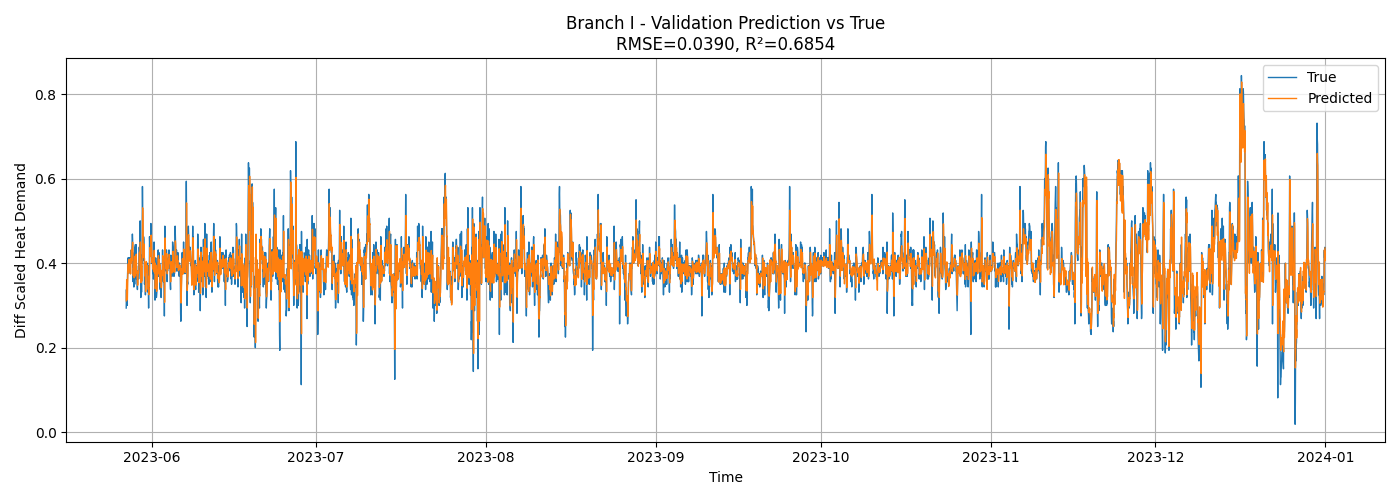 Branch I - Validation Prediction vs True
RMSE=0.0390, R²=0.6854
True
Predicted
Diff Scaled Heat Demand
0.8
0.6
0.4
0.2
0.0
2023-06
2023-07
2023-08
2023-09
2023-10
2023-11
2023-12
2024-01
Time